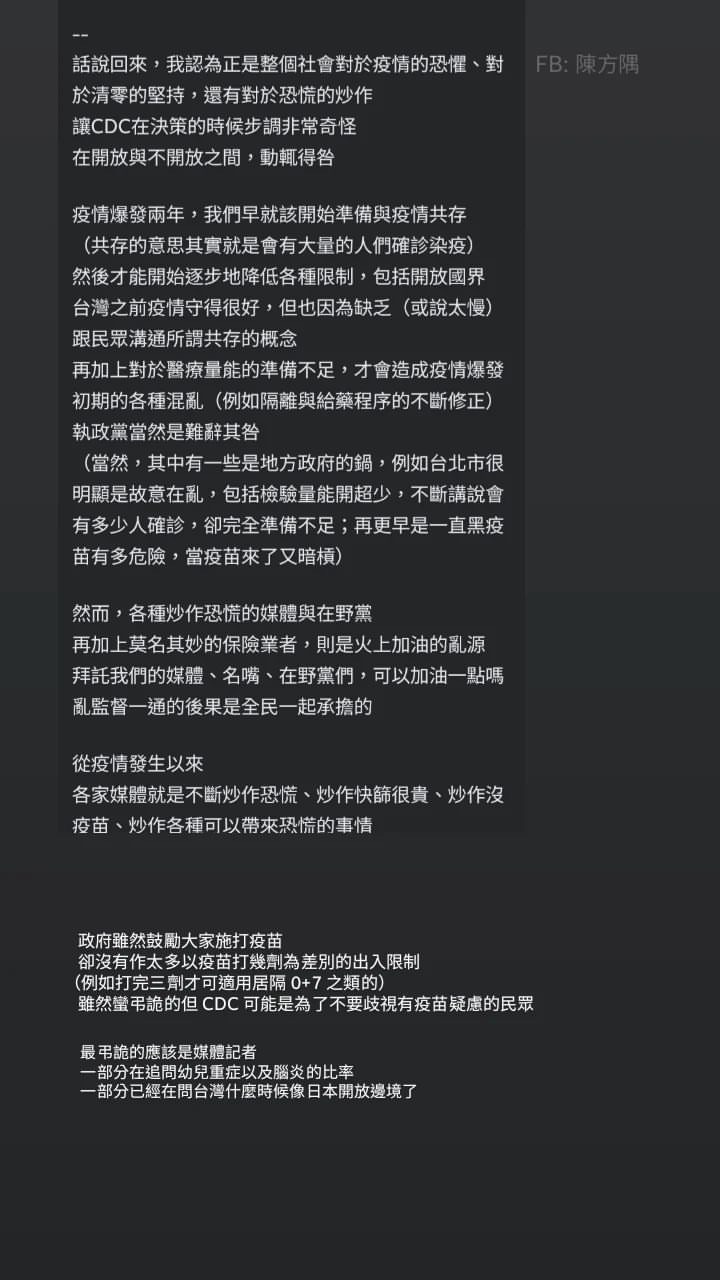 --
話說回來，我認為正是整個社會對於疫情的恐懼、對
於清零的堅持，還有對於恐慌的炒作
讓CDC在決策的時候步調非常奇怪
在開放與不開放之間，動輒得咎
疫情爆發兩年，我們早就該開始準備與疫情共存
（共存的意思其實就是會有大量的人們確診染疫）
然後才能開始逐步地降低各種限制，包括開放國界
台灣之前疫情守得很好，但也因為缺乏（或說太慢）
跟民眾溝通所謂共存的概念
再加上對於醫療量能的準備不足，才會造成疫情爆發
初期的各種混亂（例如隔離與給藥程序的不斷修正）
執政黨當然是難辭其咎
（當然，其中有一些是地方政府的鍋，例如台北市很
明顯是故意在亂，包括檢驗量能開超少，不斷講說會
有多少人確診，卻完全準備不足；再更早是一直黑疫
苗有多危險，當疫苗來了又暗槓）
然而，各種炒作恐慌的媒體與在野黨
再加上莫名其妙的保險業者，則是火上加油的亂源
拜託我們的媒體、名嘴、在野黨們，可以加油一點嗎
亂監督一通的後果是全民一起承擔的
從疫情發生以來
各家媒體就是不斷炒作恐慌、炒作快篩很貴、炒作沒
疫苗、炒作各種可以帶來恐慌的事情
FB: 陳方隅
政府雖然鼓勵大家施打疫苗
卻沒有作太多以疫苗打幾劑為差別的出入限制
（例如打完三劑才可適用居隔 0+7 之類的）
雖然蠻弔詭的但 CDC 可能是為了不要歧視有疫苗疑慮的民眾
最弔詭的應該是媒體記者
一部分在追問幼兒重症以及腦炎的比率
一部分已經在問台灣什麼時候像日本開放邊境了